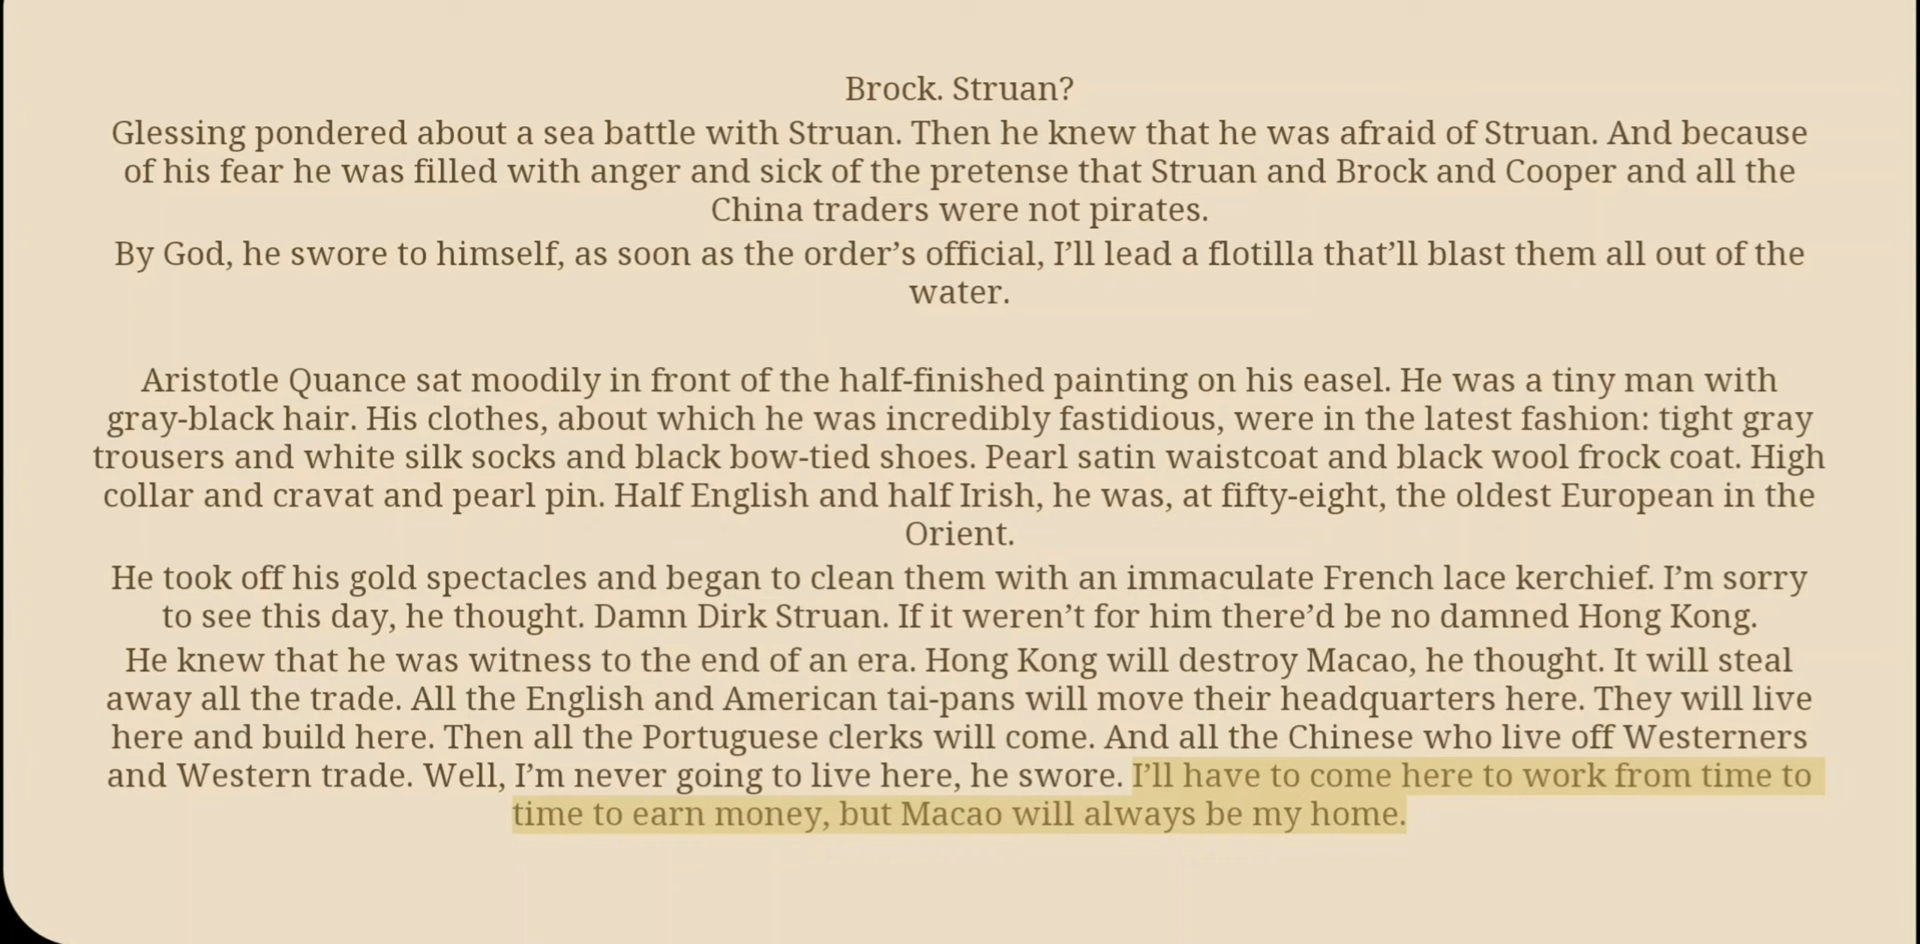 Brock. Struan?
Glessing pondered about a sea battle with Struan. Then he knew that he was afraid of Struan. And because
of his fear he was filled with anger and sick of the pretense that Struan and Brock and Cooper and all the
China traders were not pirates.
By God, he swore to himself, as soon as the order’s official, I’ll lead a flotilla that’ll blast them all out of the
water.
Aristotle Quance sat moodily in front of the half-finished painting on his easel. He was a tiny man with
gray-black hair. His clothes, about which he was incredibly fastidious, were in the latest fashion: tight gray
trousers and white silk socks and black bow-tied shoes. Pearl satin waistcoat and black wool frock coat. High
collar and cravat and pearl pin. Half English and half Irish, he was, at fifty-eight, the oldest European in the
Orient.
He took off his gold spectacles and began to clean them with an immaculate French lace kerchief. I’m sorry
to see this day, he thought. Damn Dirk Struan. If it weren’t for him there’d be no damned Hong Kong.
He knew that he was witness to the end of an era. Hong Kong will destroy Macao, he thought. It will steal
away all the trade. All the English and American tai-pans will move their headquarters here. They will live
here and build here. Then all the Portuguese clerks will come. And all the Chinese who live off Westerners
and Western trade. Well, I’m never going to live here, he swore. I’ll have to come here to work from time to
time to earn money, but Macao will always be my home.